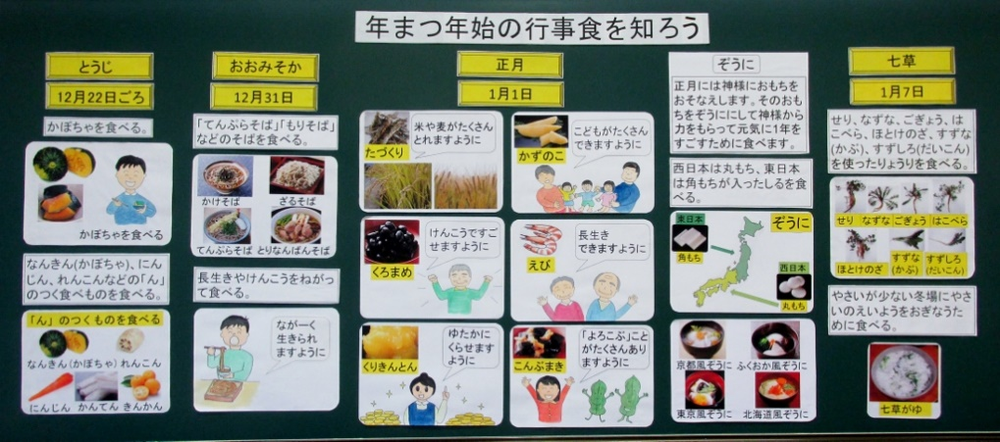 年まつ年始の行事食を知ろう
とうじ
12月22日ごろ
かぼちゃを食べる。
かぼちゃを食べる
なんきん(かぼちゃ)、にん
じん、れんこんなどの「ん」
のつく食べものを食べる。
「ん」のつくものを食べる
なんきん(かぼちゃ)
れんこん
にんじん
かんてん
きんかん
おおみそか
12月31日
「てんぷらそば」「もりそば」
などのそばを食べる。
かけそば
ざるそば
てんぷらそば
とりなんばんそば
長生きやけんこうをねがっ
て食べる。
ながーく
生きられ
ますように
正月
1月1日
たづくり
米や麦がたくさん
とれますように
かずのこ
こどもがたくさん
できますように
くろまめ
けんこうですご
せますように
えび
長生き
できますように
くりきんとん
ゆたかに
くらせます
ように
こんぶまき
「よろこぶ」こと
がたくさんあり
ますように
ぞうに
正月には神様におもちを
おそなえします。そのおも
ちをぞうににして神様から
力をもらって元気に1年を
すごすために食べます。
西日本は丸もち、東日本
は角もちが入ったしるを食
べる。
ぞうに
東日本
角もち
西日本
丸もち
京都風ぞうに
ふくおか風ぞうに
東京風ぞうに
北海道風ぞうに
七草
1月7日
せり、なずな、ごぎょう、は
こべら、ほとけのざ、すずな
(かぶ)、すずしろ(だいこん)
を使ったりょうりを食べる。
せり
なずな
ごぎょう
はこべら
ほとけのざ
すずな
(かぶ)
すずしろ
(だいこん)
やさいが少ない冬場にやさ
いのえいようをおぎなうた
めに食べる。
七草がゆ